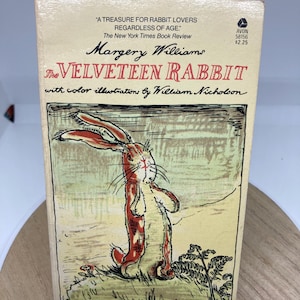 "A TREASURE FOR RABBIT LOVERS
REGARDLESS OF AGE"
The New York Times Book Review
AVON
58156
$2.25
Margery Williams
The VELVETEEN RABBIT
with color illustrations by William Nicholson